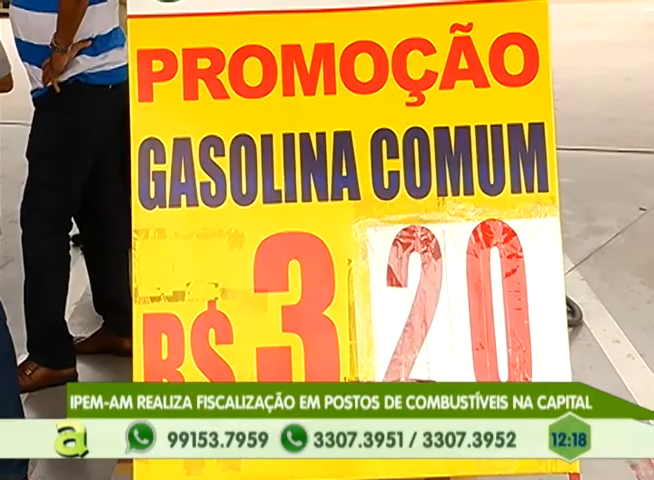 PROMOÇÃO
GASOLINA COMUM
R$ 3 20
IPEM-AM REALIZA FISCALIZAÇÃO EM POSTOS DE COMBUSTÍVEIS NA CAPITAL
a 99153.7959 3307.3951 / 3307.3952 12:18